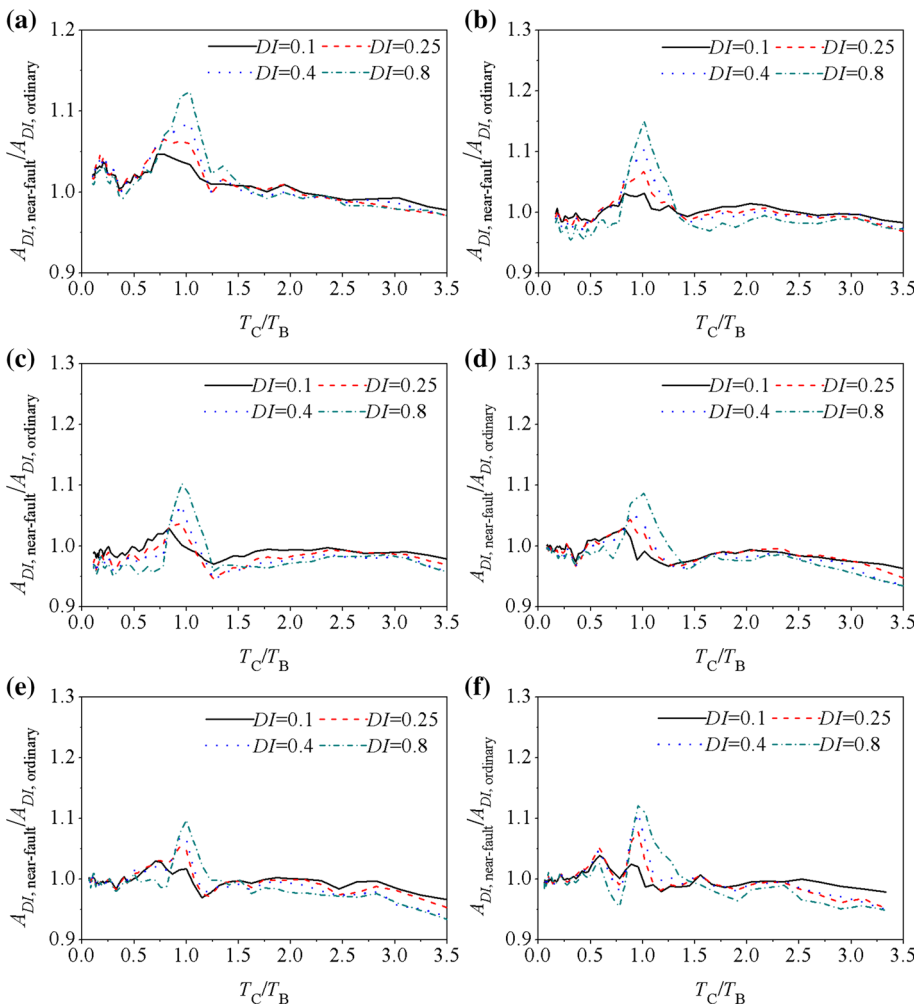 (a)
1.2
1.1
1.0
0.9
A_DI, near-fault/A_DI, ordinary
DI=0.1 DI=0.25
DI=0.4 DI=0.8
0.0 0.5 1.0 1.5 2.0 2.5 3.0 3.5
T_C/T_B
(b)
1.3
1.2
1.1
1.0
0.9
A_DI, near-fault/A_DI, ordinary
DI=0.1 DI=0.25
DI=0.4 DI=0.8
0.0 0.5 1.0 1.5 2.0 2.5 3.0 3.5
T_C/T_B
(c)
1.3
1.2
1.1
1.0
0.9
A_DI, near-fault/A_DI, ordinary
DI=0.1 DI=0.25
DI=0.4 DI=0.8
0.0 0.5 1.0 1.5 2.0 2.5 3.0 3.5
T_C/T_B
(d)
1.3
1.2
1.1
1.0
0.9
A_DI, near-fault/A_DI, ordinary
DI=0.1 DI=0.25
DI=0.4 DI=0.8
0.0 0.5 1.0 1.5 2.0 2.5 3.0 3.5
T_C/T_B
(e)
1.3
1.2
1.1
1.0
0.9
A_DI, near-fault/A_DI, ordinary
DI=0.1 DI=0.25
DI=0.4 DI=0.8
0.0 0.5 1.0 1.5 2.0 2.5 3.0 3.5
T_C/T_B
(f)
1.3
1.2
1.1
1.0
0.9
A_DI, near-fault/A_DI, ordinary
DI=0.1 DI=0.25
DI=0.4 DI=0.8
0.0 0.5 1.0 1.5 2.0 2.5 3.0 3.5
T_C/T_B